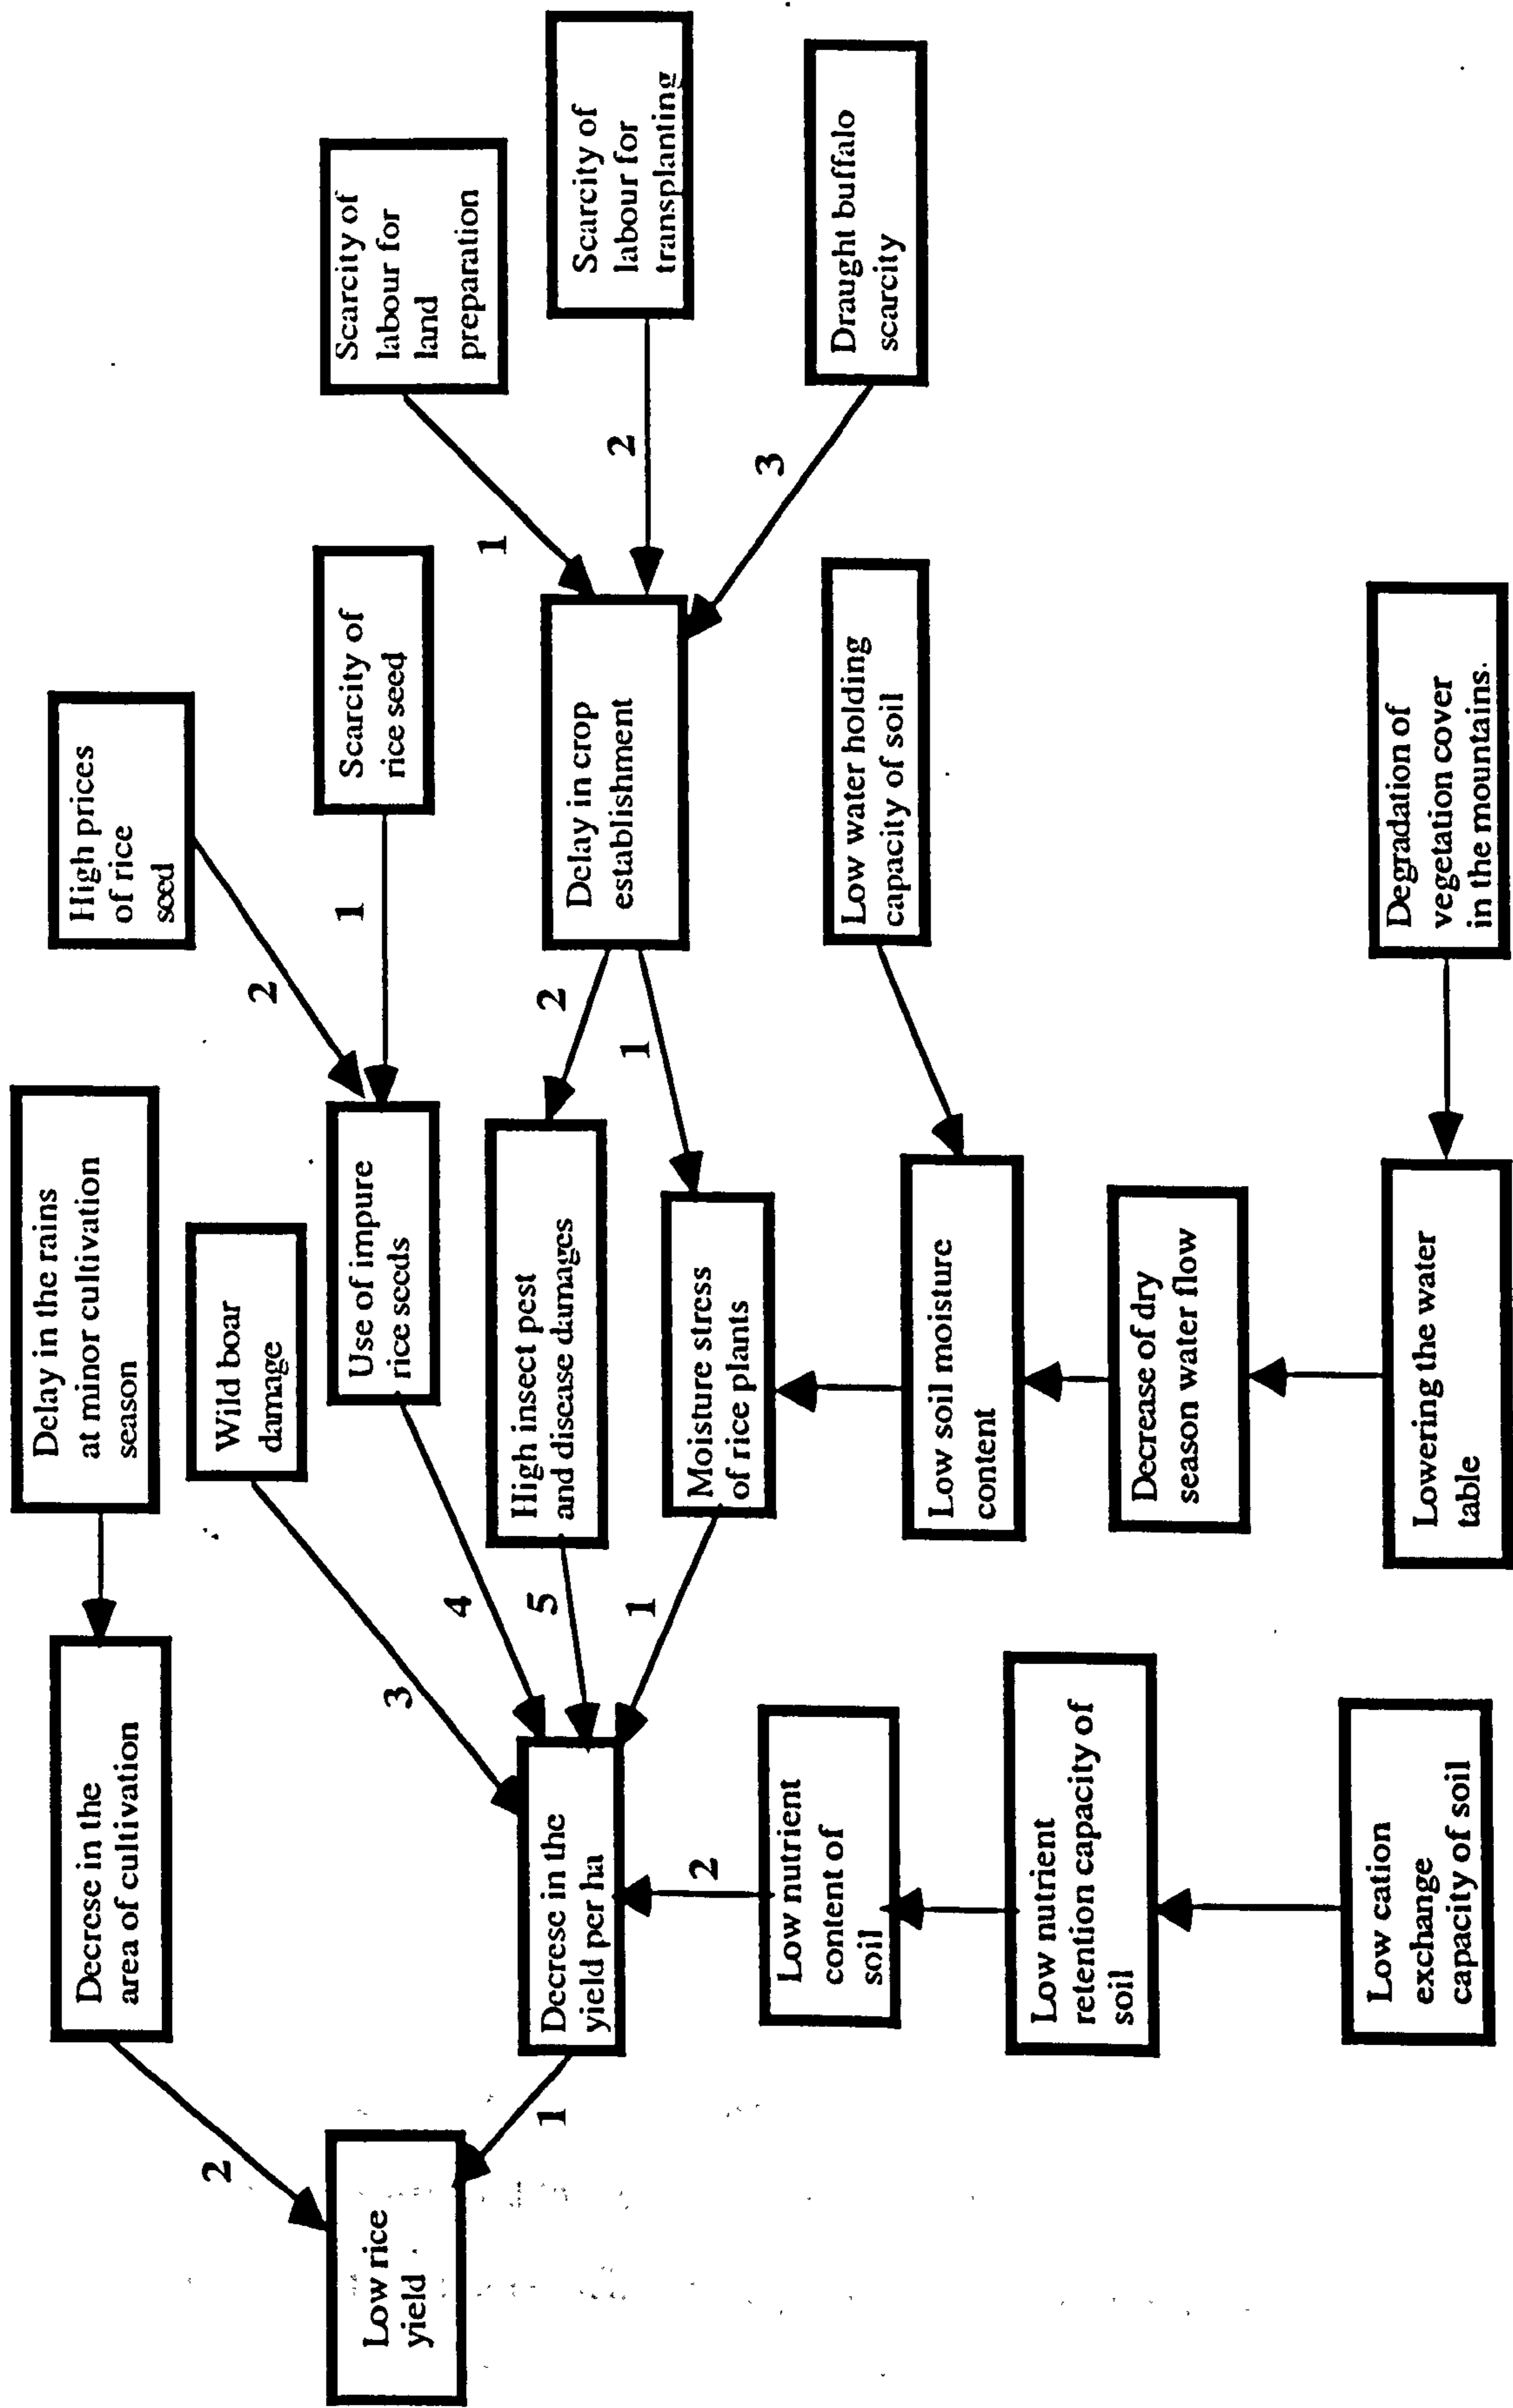 Low rice
yield
2
1
Decrese in the
area of cultivation
Delay in the rains
at minor cultivation
season
Decrese in the
yield per ha
3
4
5
1
2
Wild boar
damage
Use of impure
rice seeds
2
1
High prices
of rice
seed
Scarcity of
rice seed
High insect pest
and disease damages
Moisture stress
of rice plants
2
1
Delay in crop
establishment
1
2
3
Scarcity of
labour for
land
preparation
Scarcity of
labour for
transplanting
Draught buffalo
scarcity
Low nutrient
content of
soil
Low nutrient
retention capacity of
soil
Low cation
exchange
capacity of soil
Low soil moisture
content
Low water holding
capacity of soil
Decrease of dry
season water flow
Lowering the water
table
Degradation of
vegetation cover
in the mountains.